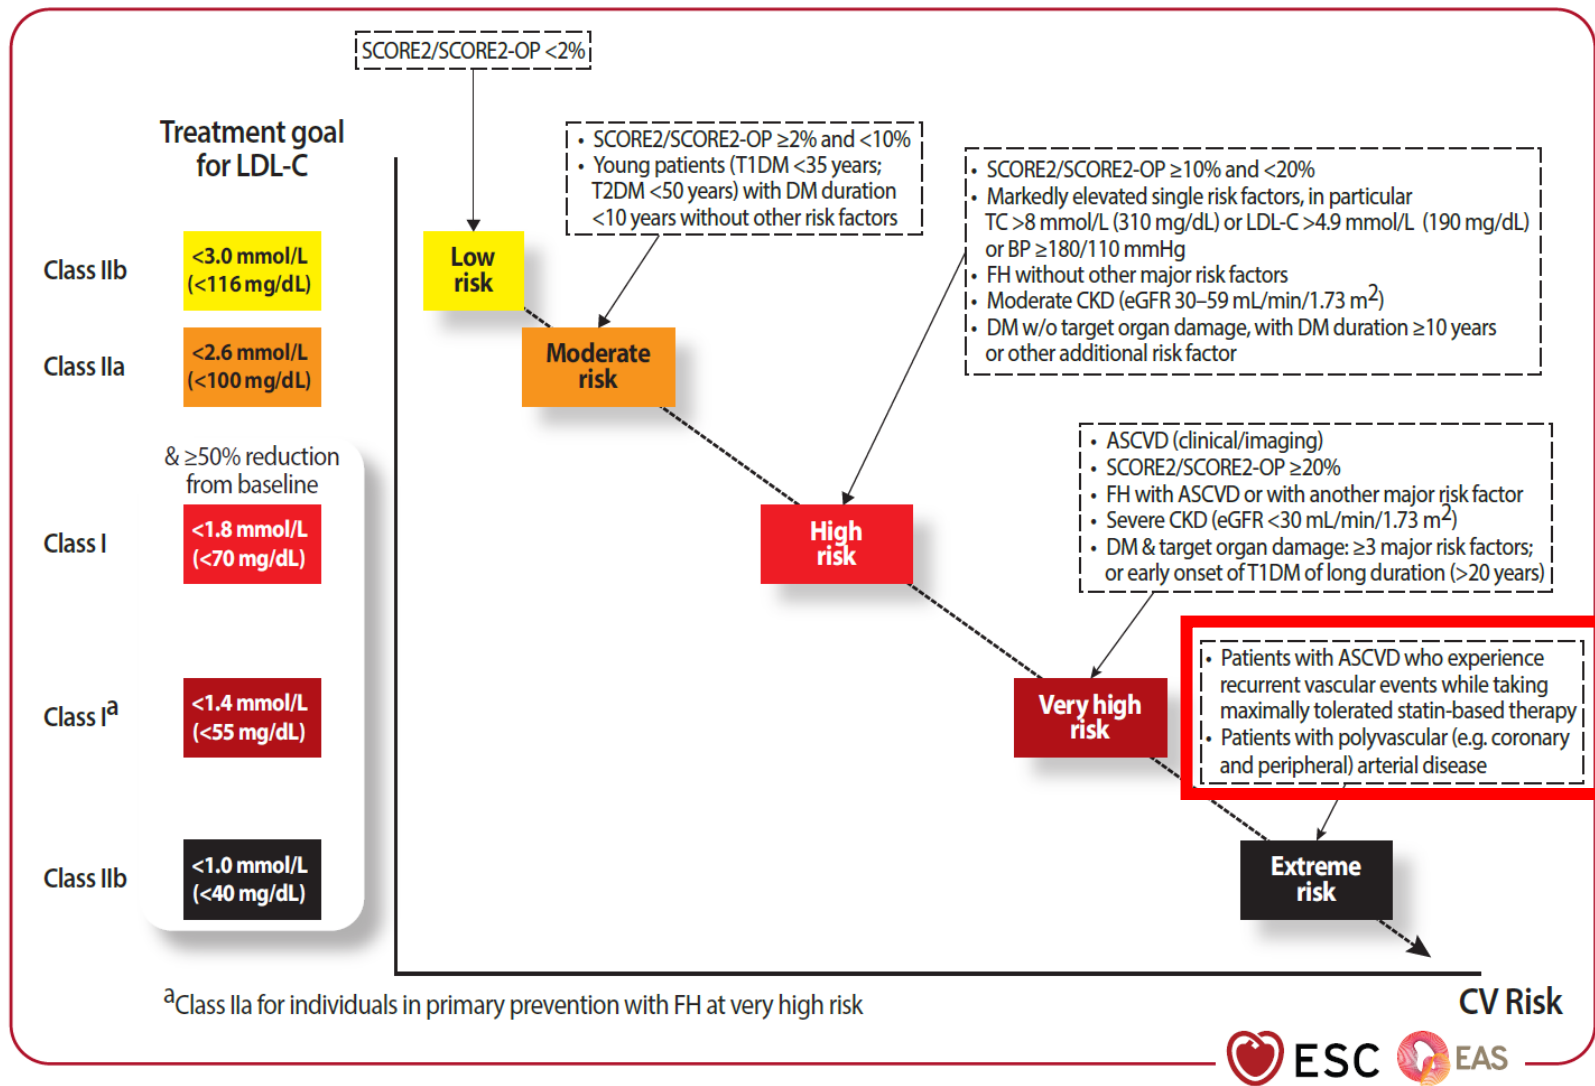 SCORE2/SCORE2-OP <2%
Treatment goal
for LDL-C
• SCORE2/SCORE2-OP ≥2% and <10%
• Young patients (T1DM <35 years;
T2DM <50 years) with DM duration
<10 years without other risk factors
• SCORE2/SCORE2-OP ≥10% and <20%
• Markedly elevated single risk factors, in particular
TC >8 mmol/L (310 mg/dL) or LDL-C >4.9 mmol/L (190 mg/dL)
or BP ≥180/110 mmHg
• FH without other major risk factors
• Moderate CKD (eGFR 30–59 mL/min/1.73 m²)
• DM w/o target organ damage, with DM duration ≥10 years
or other additional risk factor
Class IIb
<3.0 mmol/L
(<116 mg/dL)
Low
risk
Class IIa
<2.6 mmol/L
(<100 mg/dL)
Moderate
risk
& ≥50% reduction
from baseline
• ASCVD (clinical/imaging)
• SCORE2/SCORE2-OP ≥20%
• FH with ASCVD or with another major risk factor
• Severe CKD (eGFR <30 mL/min/1.73 m²)
• DM & target organ damage: ≥3 major risk factors;
or early onset of T1DM of long duration (>20 years)
Class I
<1.8 mmol/L
(<70 mg/dL)
High
risk
• Patients with ASCVD who experience
recurrent vascular events while taking
maximally tolerated statin-based therapy
• Patients with polyvascular (e.g. coronary
and peripheral) arterial disease
Class Iᵃ
<1.4 mmol/L
(<55 mg/dL)
Very high
risk
Class IIb
<1.0 mmol/L
(<40 mg/dL)
Extreme
risk
ᵃClass IIa for individuals in primary prevention with FH at very high risk
CV Risk
ESC
EAS